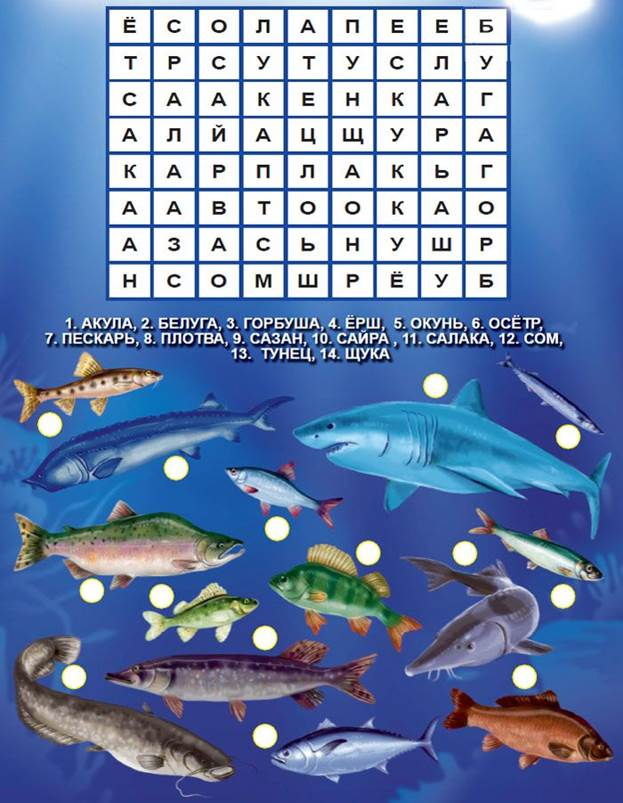 Ё С О Л А П Е Е Б
Т Р С У Т У С Л У
С А А К Е Н К А Г
А Л Й А Ц Щ У Р А
К А Р П Л А К Ь Г
А А В Т О О К А О
А З А С Ь Н У Ш Р
Н С О М Ш Р Ё У Б
1. АКУЛА, 2. БЕЛУГА, 3. ГОРБУША, 4. ЁРШ, 5. ОКУНЬ, 6. ОСЁТР,
7. ПЕСКАРЬ, 8. ПЛОТВА, 9. САЗАН, 10. САЙРА , 11. САЛАКА, 12. СОМ,
13. ТУНЕЦ, 14. ЩУКА